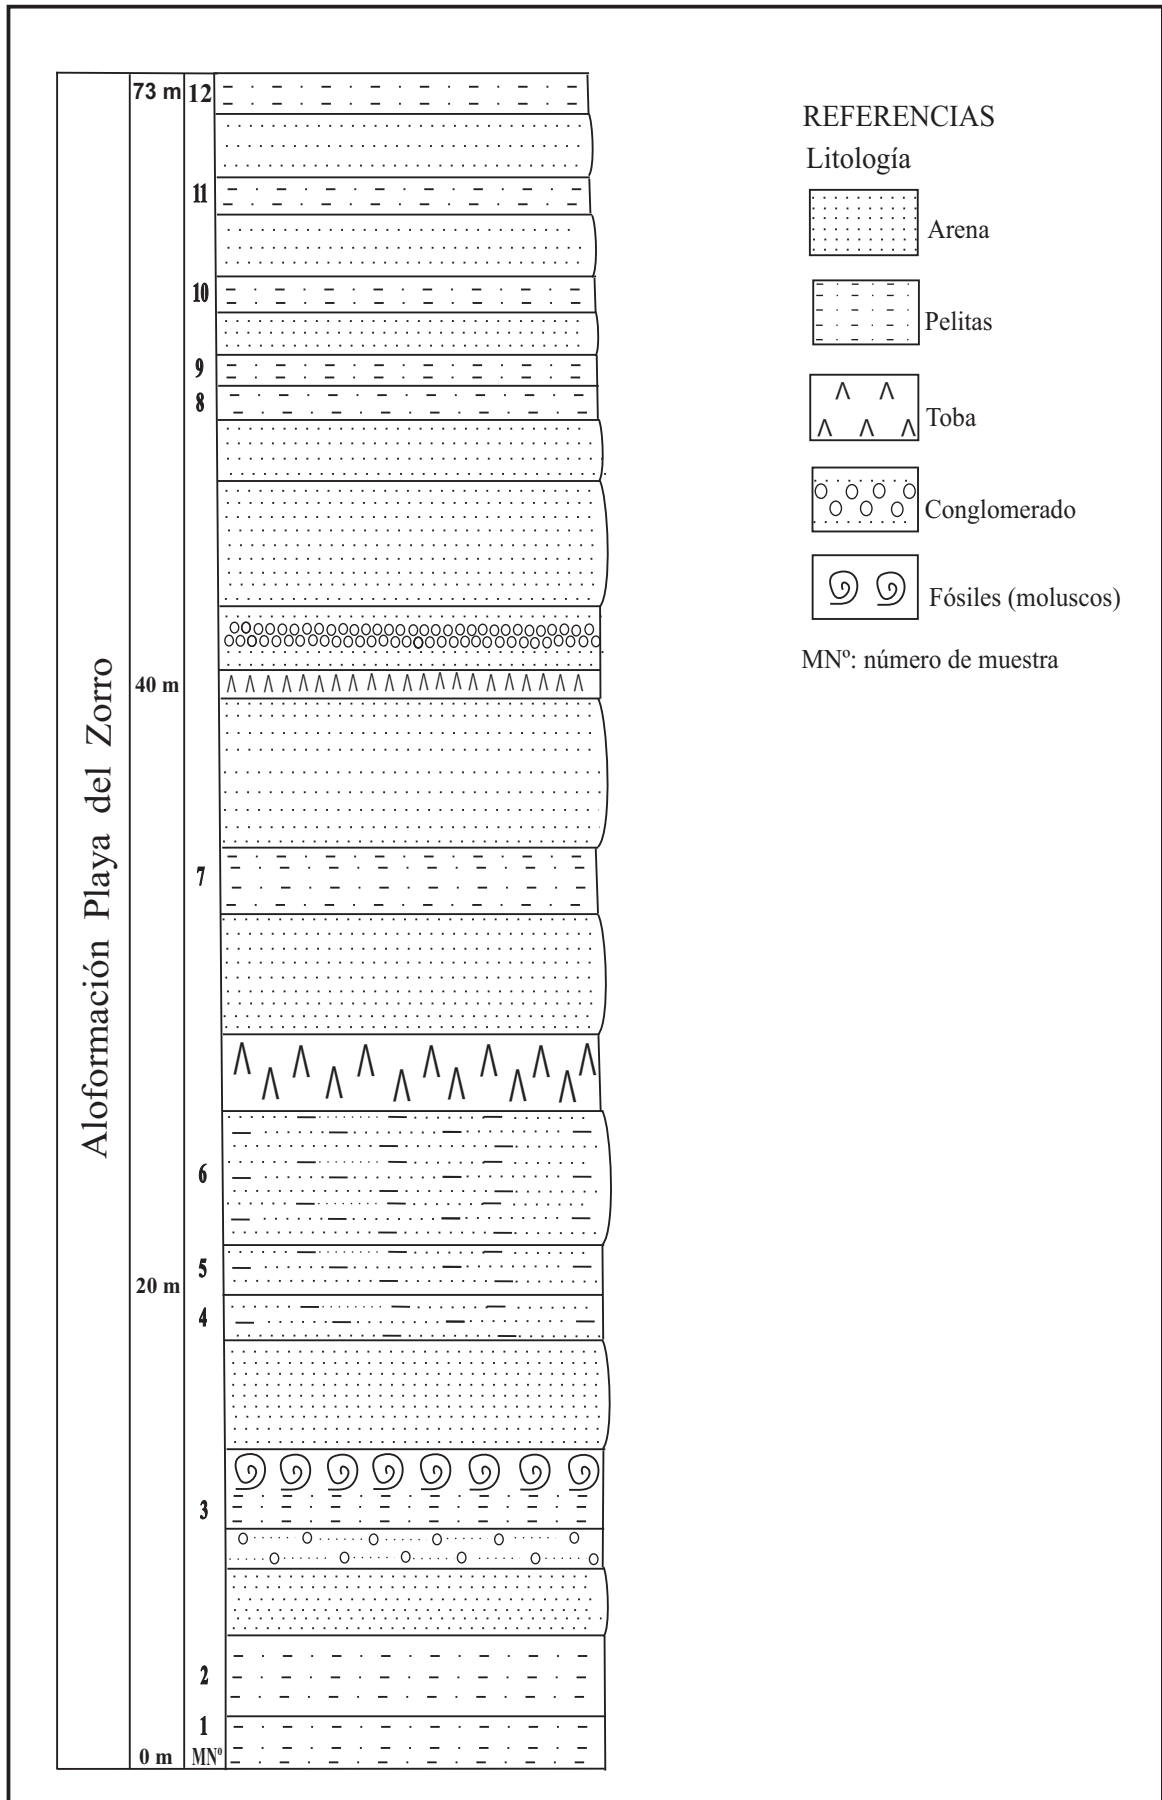 73 m 12
11
10
9
8
40 m
7
6
5
20 m
4
3
2
1
0 m MNº
Aloformación Playa del Zorro
REFERENCIAS
Litología
Arena
Pelitas
Toba
Conglomerado
Fósiles (moluscos)
MNº: número de muestra